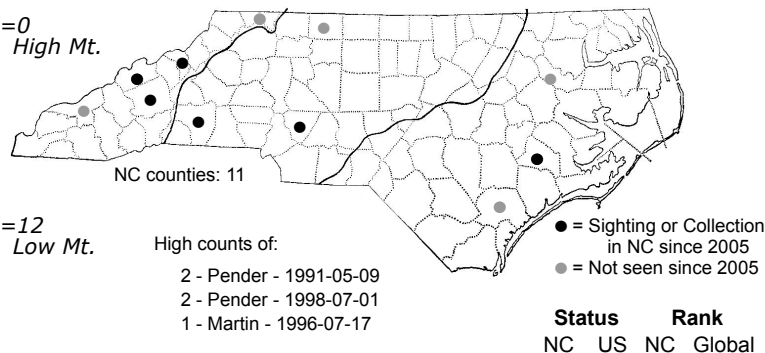 =0
High Mt.
NC counties: 11
=12
Low Mt.
High counts of:
2 - Pender - 1991-05-09
2 - Pender - 1998-07-01
1 - Martin - 1996-07-17
= Sighting or Collection
in NC since 2005
= Not seen since 2005
Status Rank
NC US NC Global